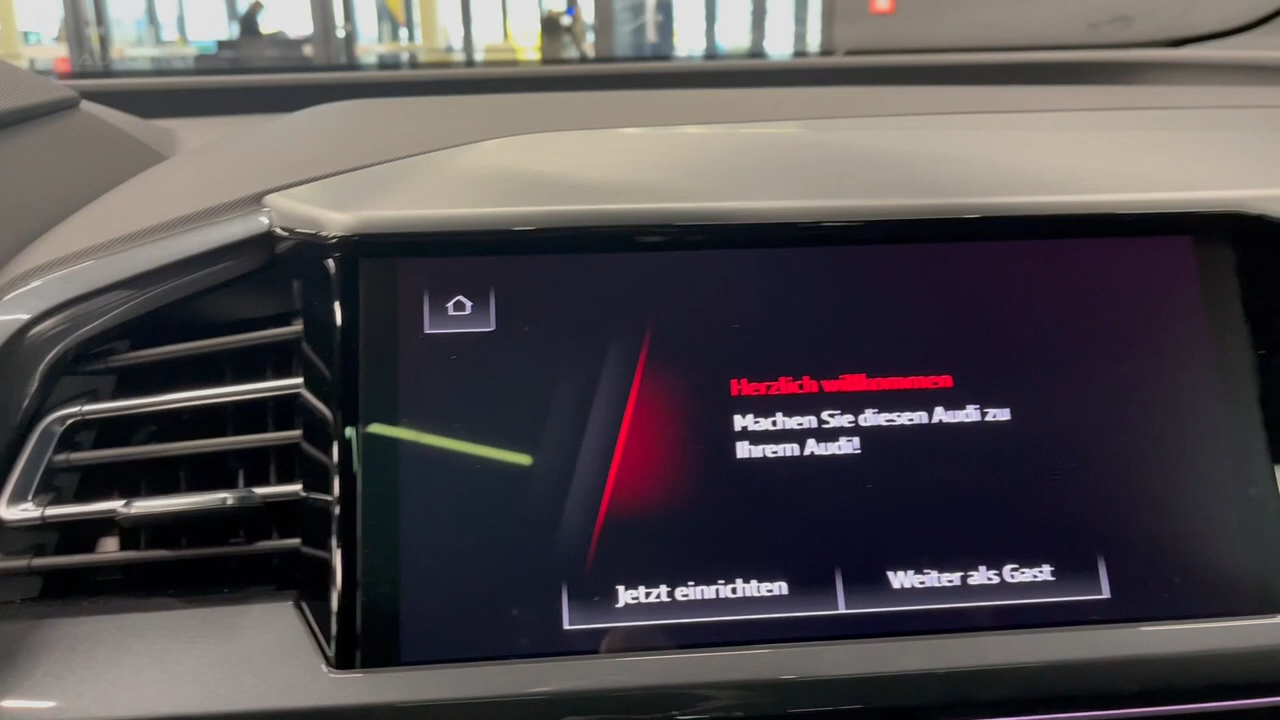 Herzlich willkommen
Machen Sie diesen Audi zu
Ihrem Audi!
Jetzt einrichten
Weiter als Gast